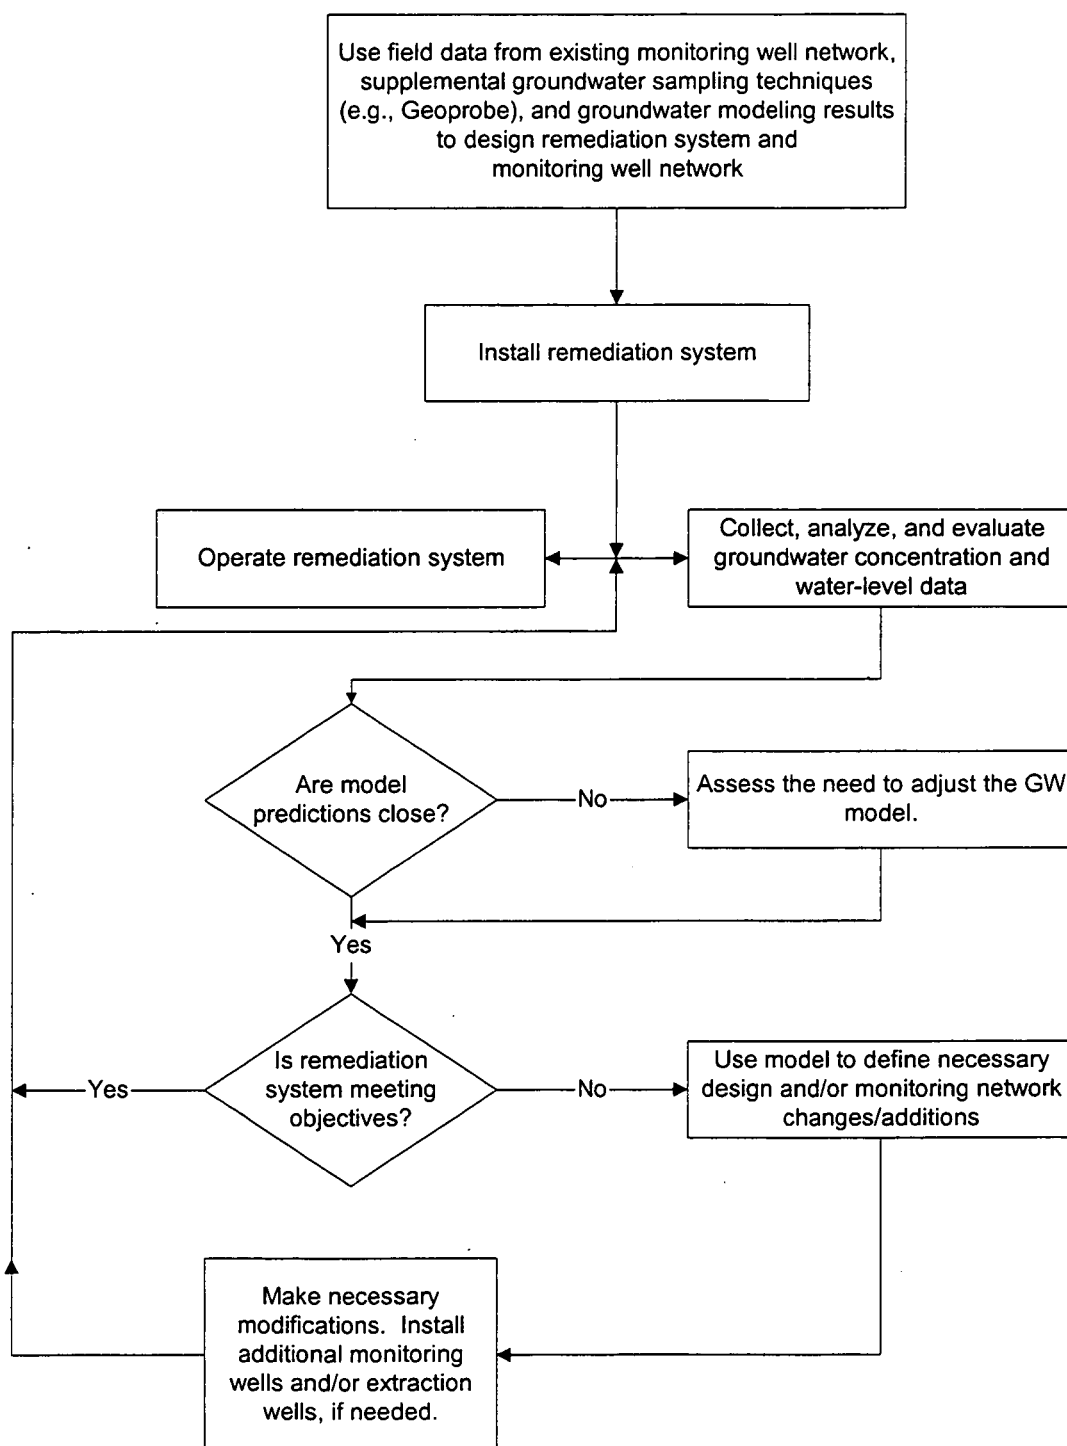 Use field data from existing monitoring well network,
supplemental groundwater sampling techniques
(e.g., Geoprobe), and groundwater modeling results
to design remediation system and
monitoring well network
Install remediation system
Operate remediation system
Collect, analyze, and evaluate
groundwater concentration and
water-level data
Are model
predictions close?
No
Assess the need to adjust the GW
model.
Yes
Is remediation
system meeting
objectives?
Yes
No
Use model to define necessary
design and/or monitoring network
changes/additions
Make necessary
modifications. Install
additional monitoring
wells and/or extraction
wells, if needed.